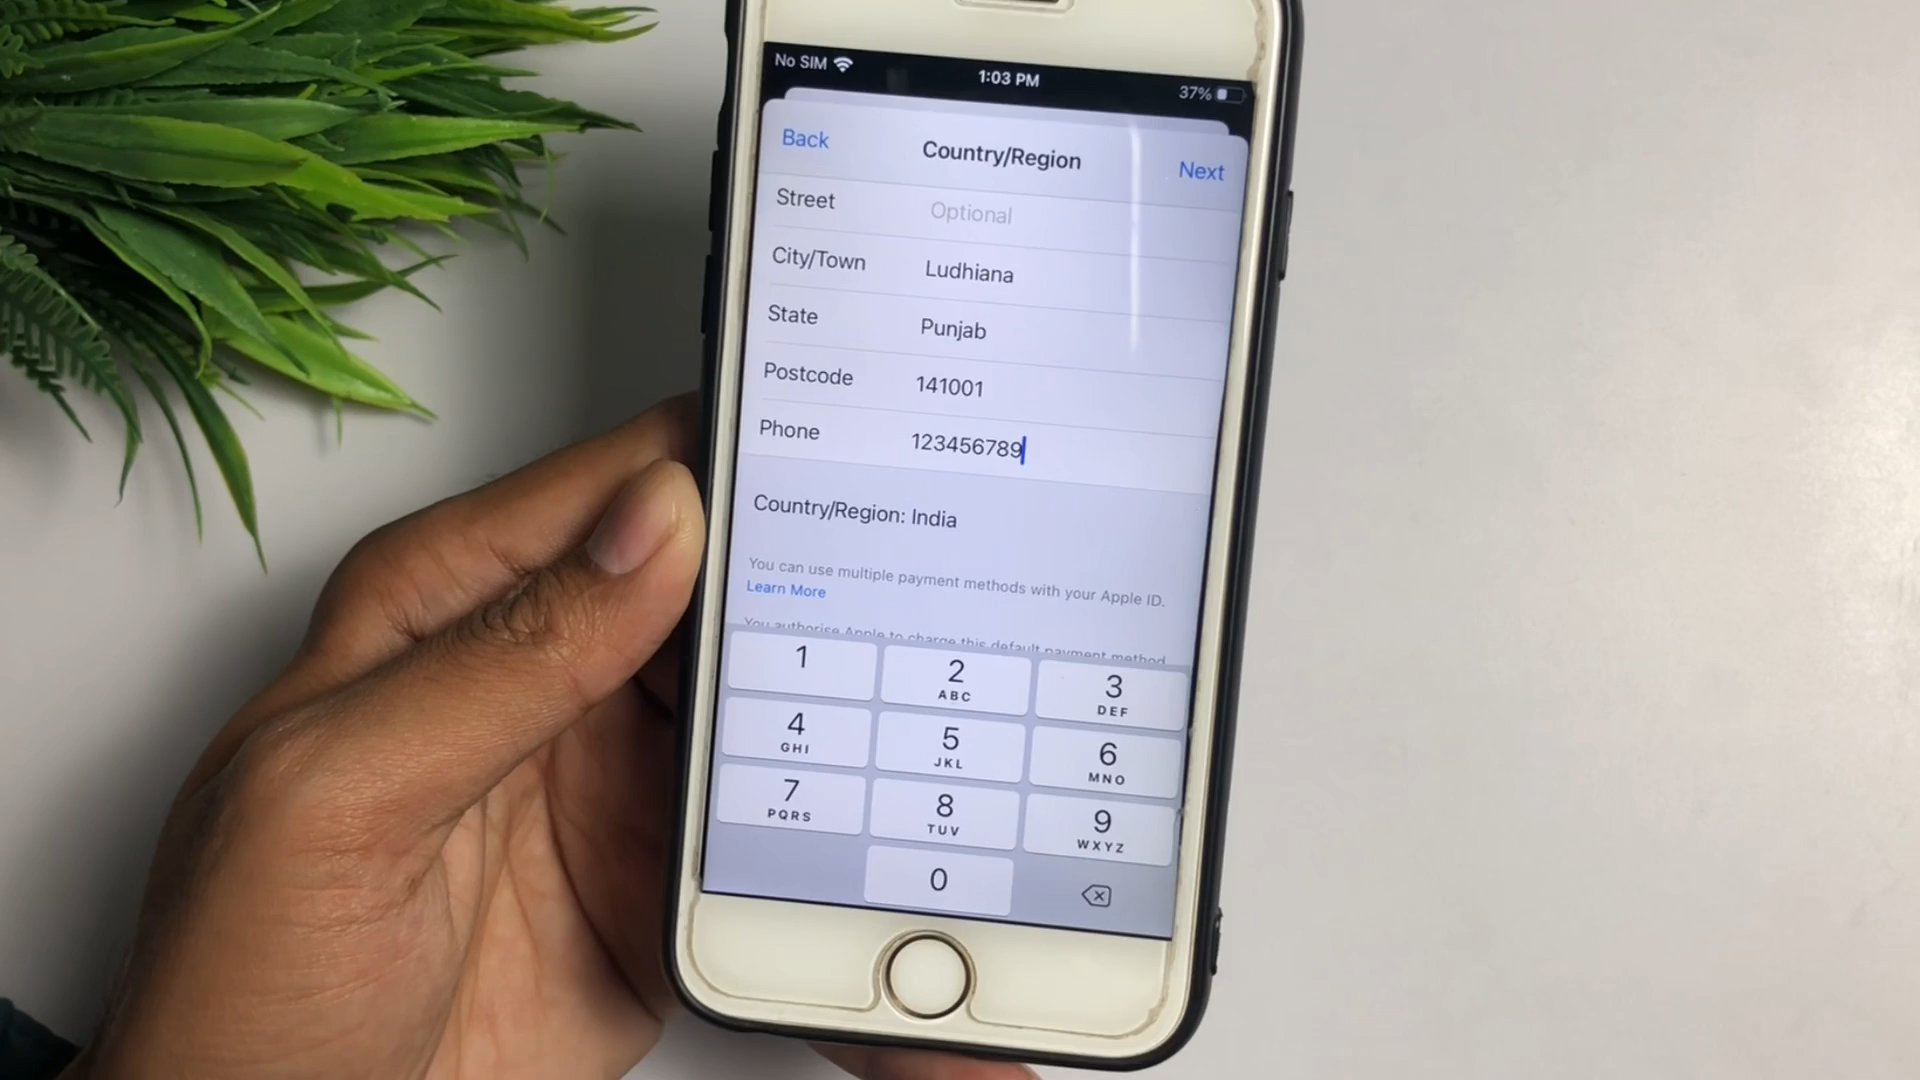 No SIM 1:03 PM 37%
Back Country/Region Next
Street Optional
City/Town Ludhiana
State Punjab
Postcode 141001
Phone 123456789
Country/Region: India
You can use multiple payment methods with your Apple ID.
Learn More
You authorise Apple to charge this default payment method
1 2 3
ABC DEF
4 5 6
GHI JKL MNO
7 8 9
PQRS TUV WXYZ
0